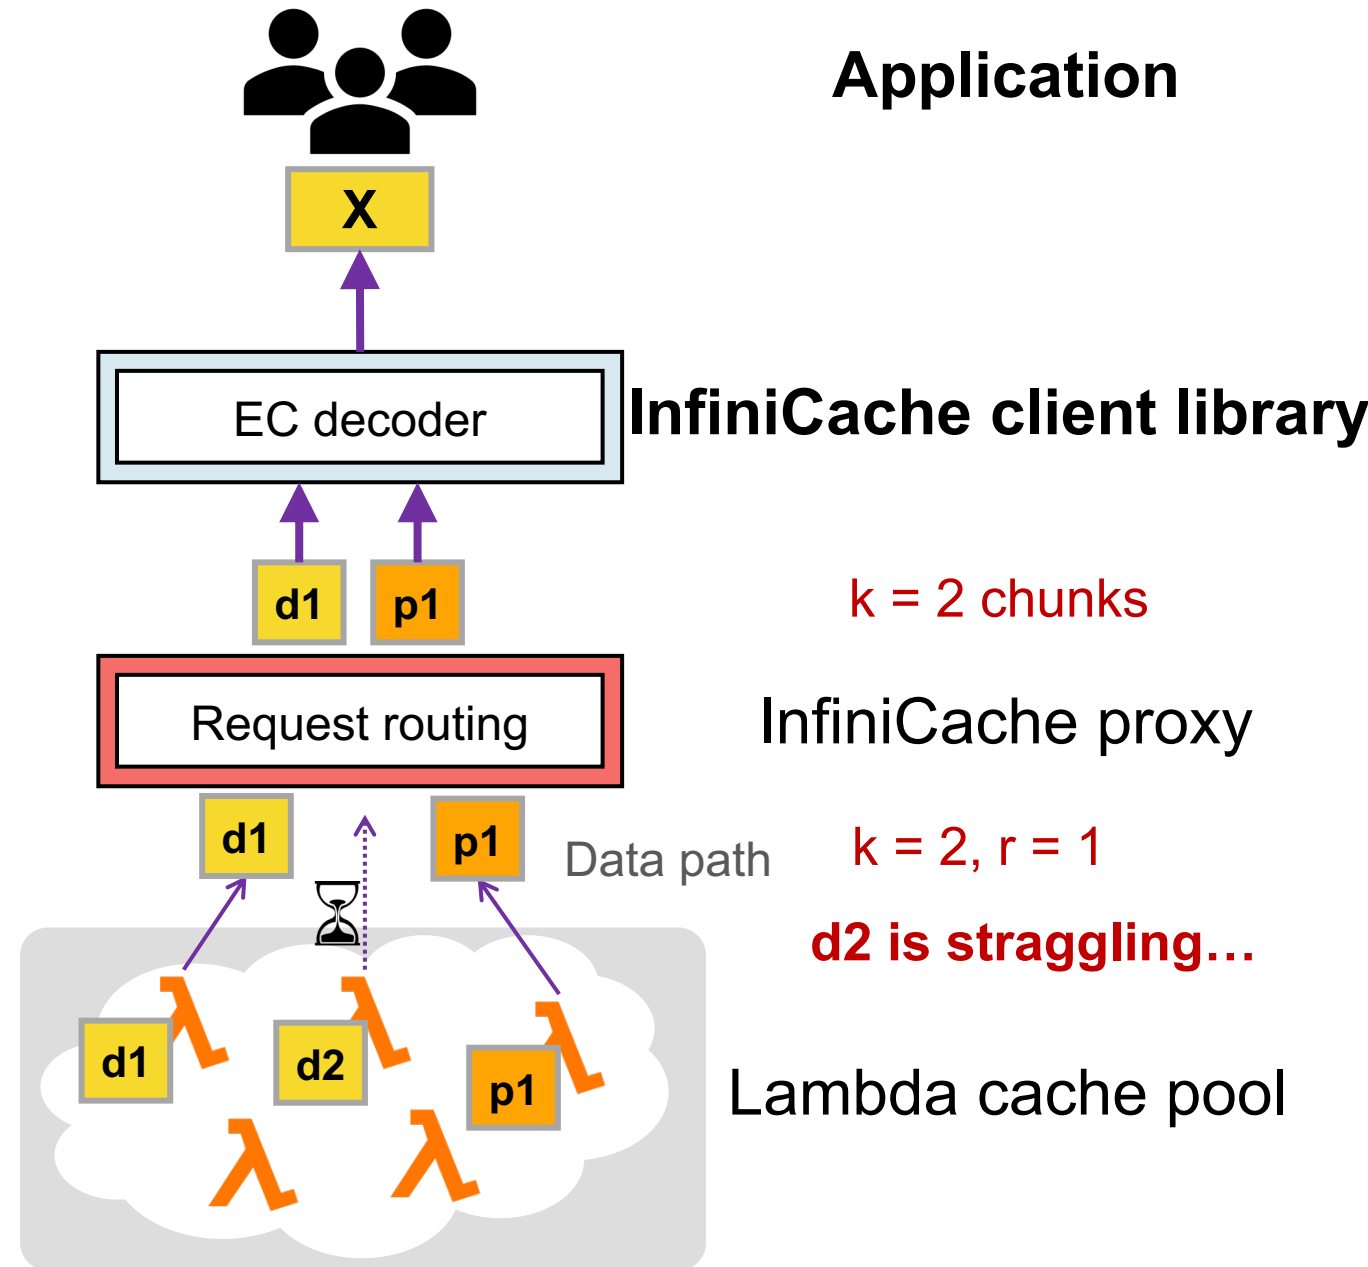 Application
X
EC decoder
InfiniCache client library
d1
p1
k = 2 chunks
Request routing
InfiniCache proxy
d1
p1
Data path
k = 2, r = 1
d2 is straggling…
λ
λ
λ
d1
d2
p1
Lambda cache pool
λ
λ